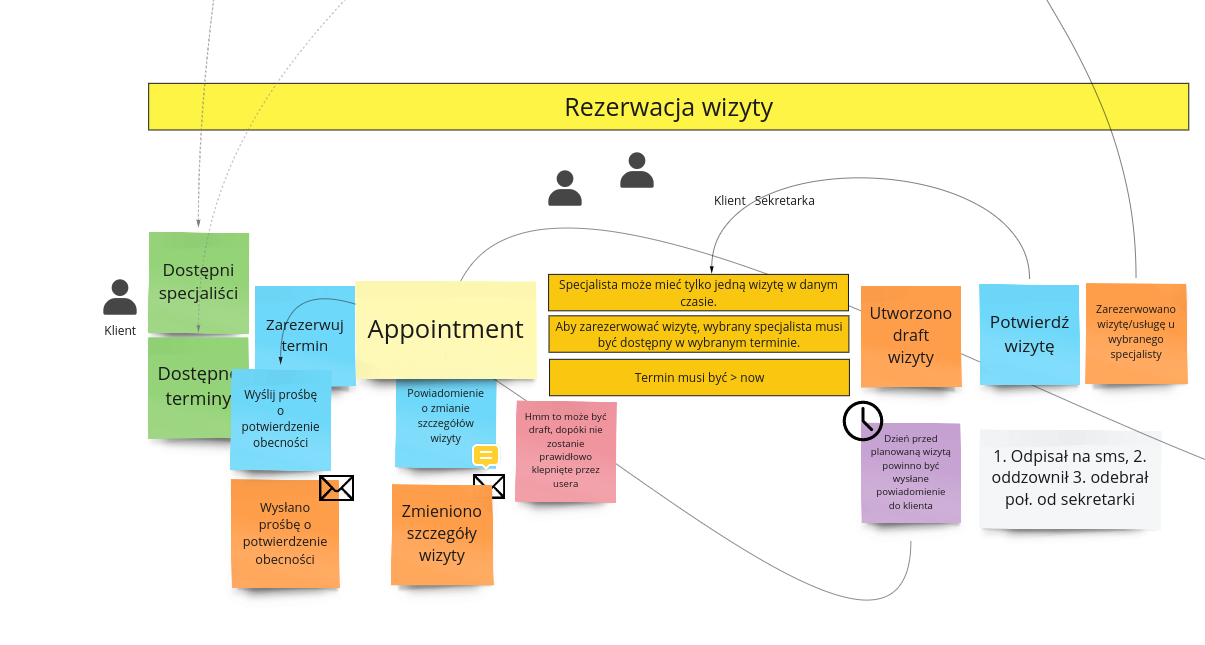 Rezerwacja wizyty
Klient
Sekretarka
Klient
Dostępni
specjaliści
Dostępne
terminy
Zarezerwuj
termin
Wyślij prośbę
o
potwierdzenie
obecności
Wysłano
prośbę o
potwierdzenie
obecności
Appointment
Powiadomienie
o zmianie
szczegółów
wizyty
Zmieniono
szczegóły
wizyty
Hmm to może być
draft, dopóki nie
zostanie
prawidłowo
klepnięte przez
usera
Specjalista może mieć tylko jedną wizytę w danym
czasie.
Aby zarezerwować wizytę, wybrany specjalista musi
być dostępny w wybranym terminie.
Termin musi być > now
Utworzono
draft
wizyty
Dzień przed
planowaną wizytą
powinno być
wysłane
powiadomienie
do klienta
Potwierdź
wizytę
Zarezerwowano
wizytę/usługę u
wybranego
specjalisty
1. Odpisał na sms, 2.
oddzownił 3. odebrał
poł. od sekretarki